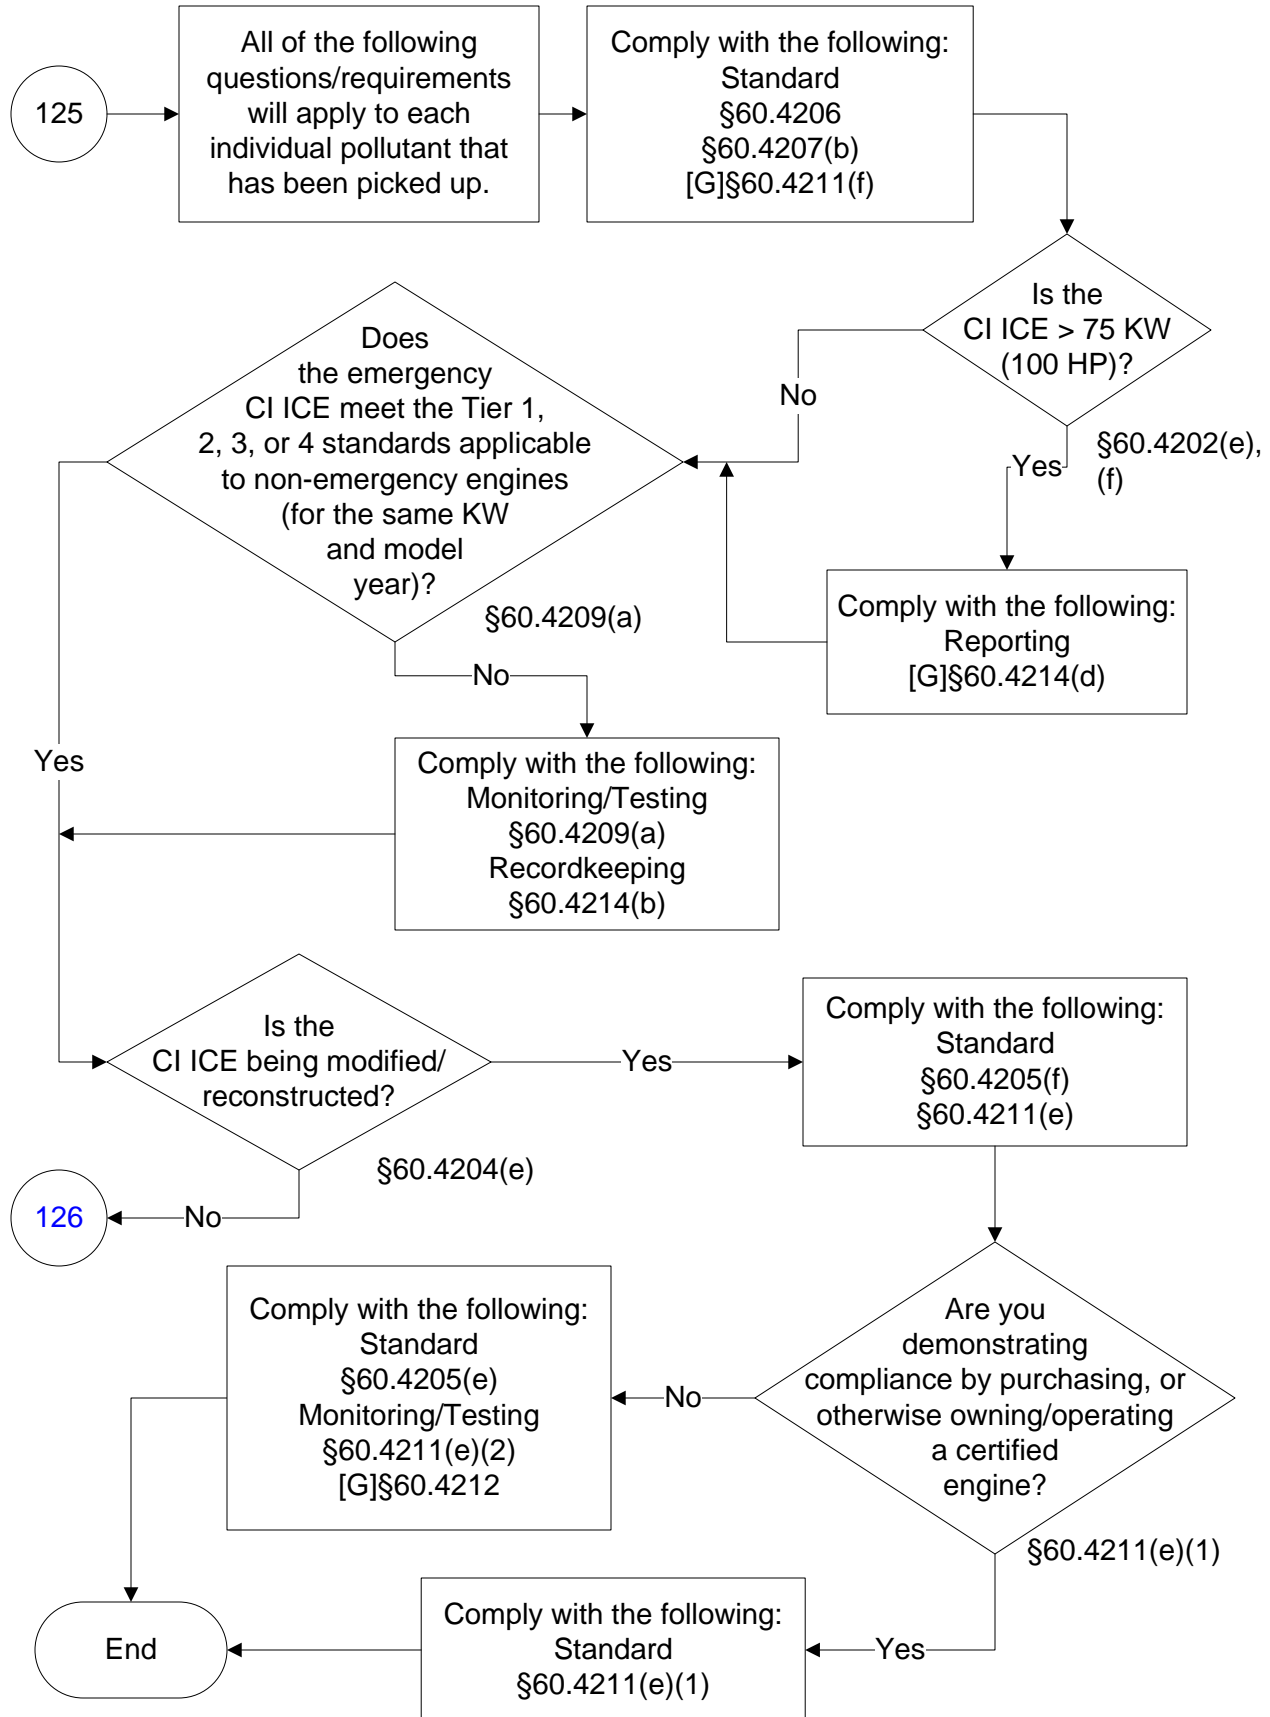 125
All of the following
questions/requirements
will apply to each
individual pollutant that
has been picked up.
Comply with the following:
Standard
§60.4206
§60.4207(b)
[G]§60.4211(f)
Is the
CI ICE > 75 KW
(100 HP)?
§60.4202(e),
(f)
No
Yes
Comply with the following:
Reporting
[G]§60.4214(d)
Does
the emergency
CI ICE meet the Tier 1,
2, 3, or 4 standards applicable
to non-emergency engines
(for the same KW
and model
year)?
§60.4209(a)
No
Yes
Comply with the following:
Monitoring/Testing
§60.4209(a)
Recordkeeping
§60.4214(b)
Is the
CI ICE being modified/
reconstructed?
§60.4204(e)
Yes
No
126
Comply with the following:
Standard
§60.4205(f)
§60.4211(e)
Are you
demonstrating
compliance by purchasing, or
otherwise owning/operating
a certified
engine?
§60.4211(e)(1)
No
Yes
Comply with the following:
Standard
§60.4205(e)
Monitoring/Testing
§60.4211(e)(2)
[G]§60.4212
Comply with the following:
Standard
§60.4211(e)(1)
End